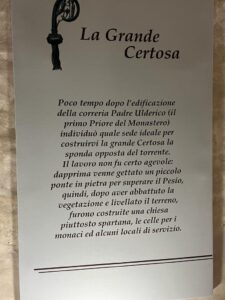 La Grande
Certosa
Poco tempo dopo l'edificazione
della correria Padre Ulderico (il
primo Priore del Monastero)
individuò quale sede ideale per
costruirvi la grande Certosa la
sponda opposta del torrente.
Il lavoro non fu certo agevole:
dapprima venne gettato un piccolo
ponte in pietra per superare il Pesio,
quindi, dopo aver abbattuto la
vegetazione e livellato il terreno,
furono costruite una chiesa
piuttosto spartana, le celle per i
monaci ed alcuni locali di servizio.